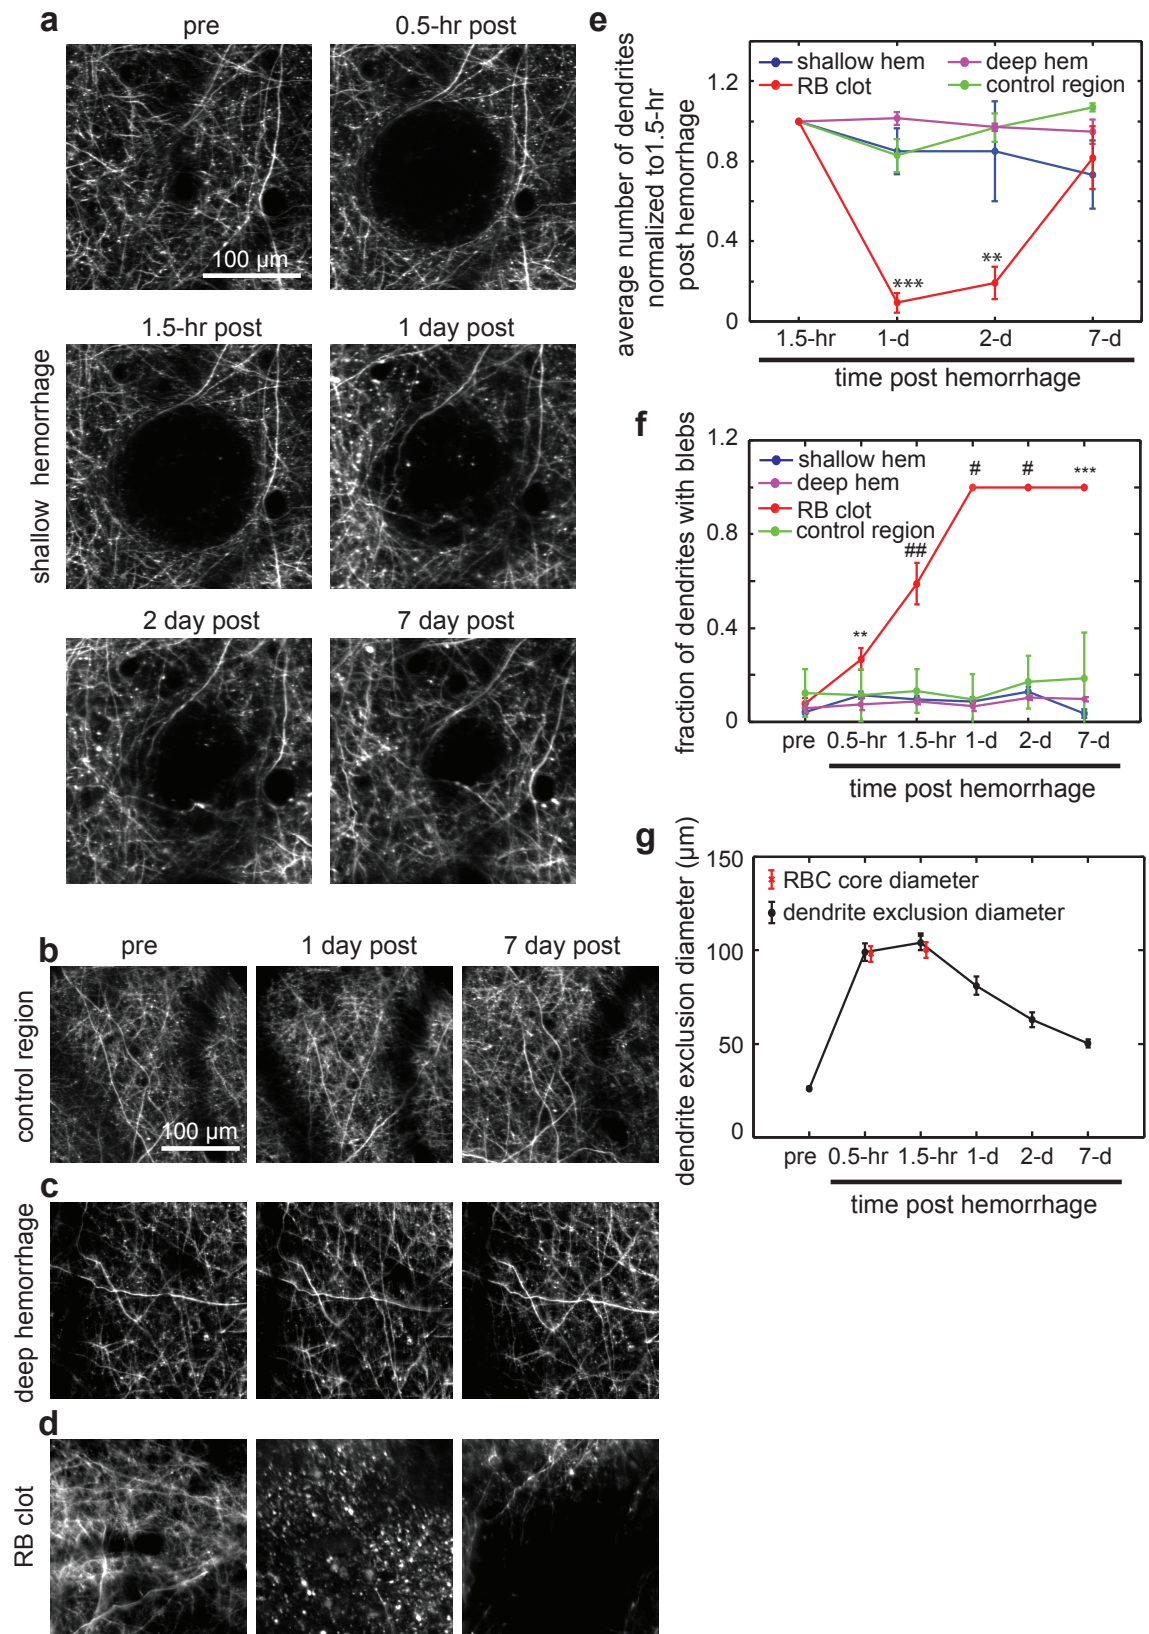 a
pre
0.5-hr post
100 µm
1.5-hr post
1 day post
shallow hemorrhage
2 day post
7 day post
b
pre
1 day post
7 day post
control region
100 µm
c
deep hemorrhage
d
RB clot
e
shallow hem
deep hem
RB clot
control region
average number of dendrites
normalized to1.5-hr
post hemorrhage
1.2
0.8
0.4
0
***
**
1.5-hr
1-d
2-d
7-d
time post hemorrhage
f
shallow hem
deep hem
RB clot
control region
fraction of dendrites with blebs
1.2
0.8
0.4
0
**
##
#
#
***
pre
0.5-hr
1.5-hr
1-d
2-d
7-d
time post hemorrhage
g
RBC core diameter
dendrite exclusion diameter
dendrite exclusion diameter (µm)
150
100
50
0
pre
0.5-hr
1.5-hr
1-d
2-d
7-d
time post hemorrhage